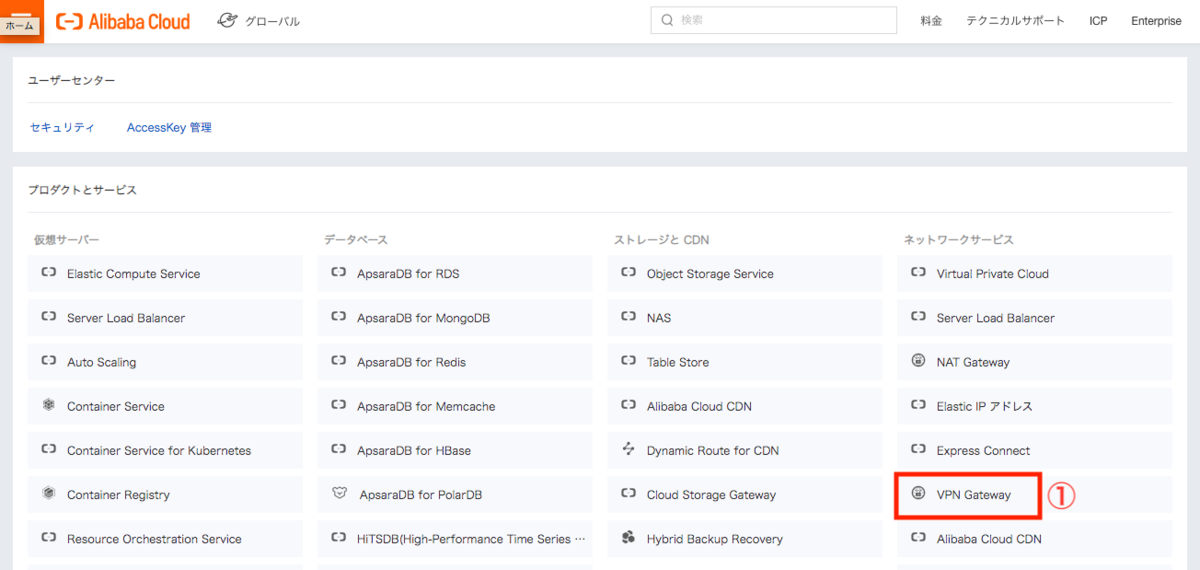 ホーム
Alibaba Cloud
グローバル
検索
料金
テクニカルサポート
ICP
Enterprise
ユーザーセンター
セキュリティ
AccessKey 管理
プロダクトとサービス
仮想サーバー
Elastic Compute Service
Server Load Balancer
Auto Scaling
Container Service
Container Service for Kubernetes
Container Registry
Resource Orchestration Service
データベース
ApsaraDB for RDS
ApsaraDB for MongoDB
ApsaraDB for Redis
ApsaraDB for Memcache
ApsaraDB for HBase
ApsaraDB for PolarDB
HiTSDB(High-Performance Time Series ···
ストレージと CDN
Object Storage Service
NAS
Table Store
Alibaba Cloud CDN
Dynamic Route for CDN
Cloud Storage Gateway
Hybrid Backup Recovery
ネットワークサービス
Virtual Private Cloud
Server Load Balancer
NAT Gateway
Elastic IP アドレス
Express Connect
VPN Gateway ①
Alibaba Cloud CDN